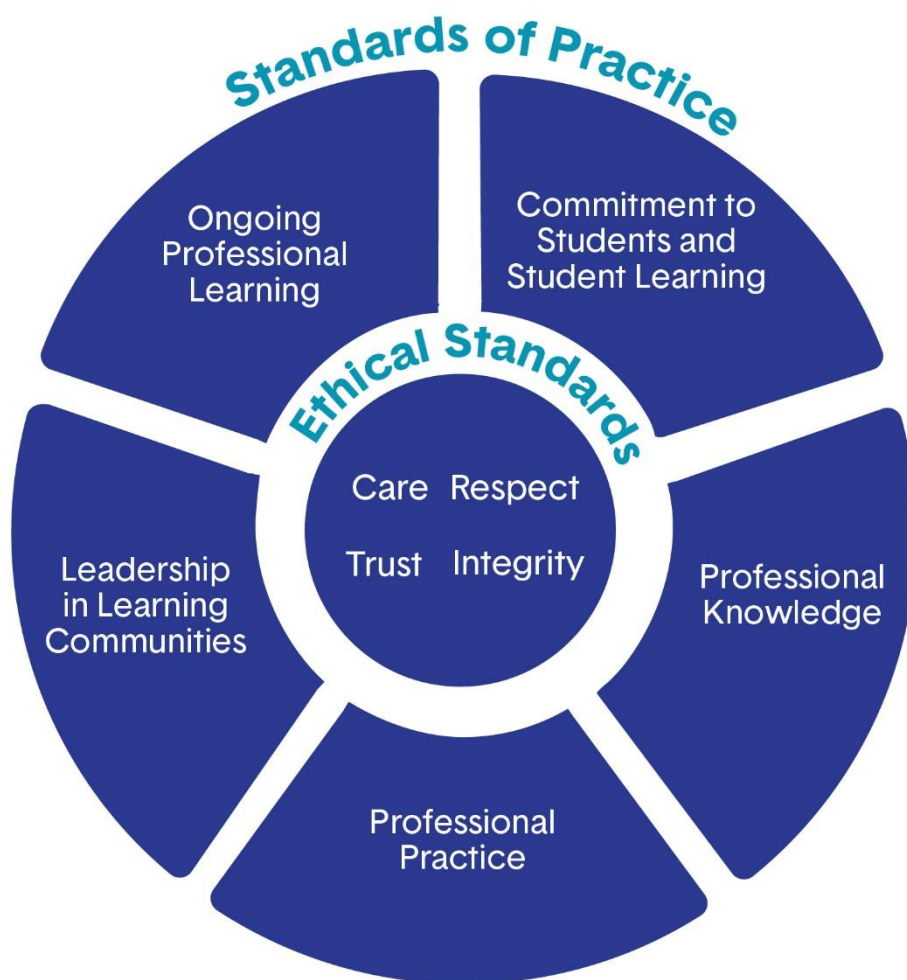 Standards of Practice
Ongoing
Professional
Learning
Commitment to
Students and
Student Learning
Ethical Standards
Care Respect
Trust Integrity
Leadership
in Learning
Communities
Professional
Knowledge
Professional
Practice